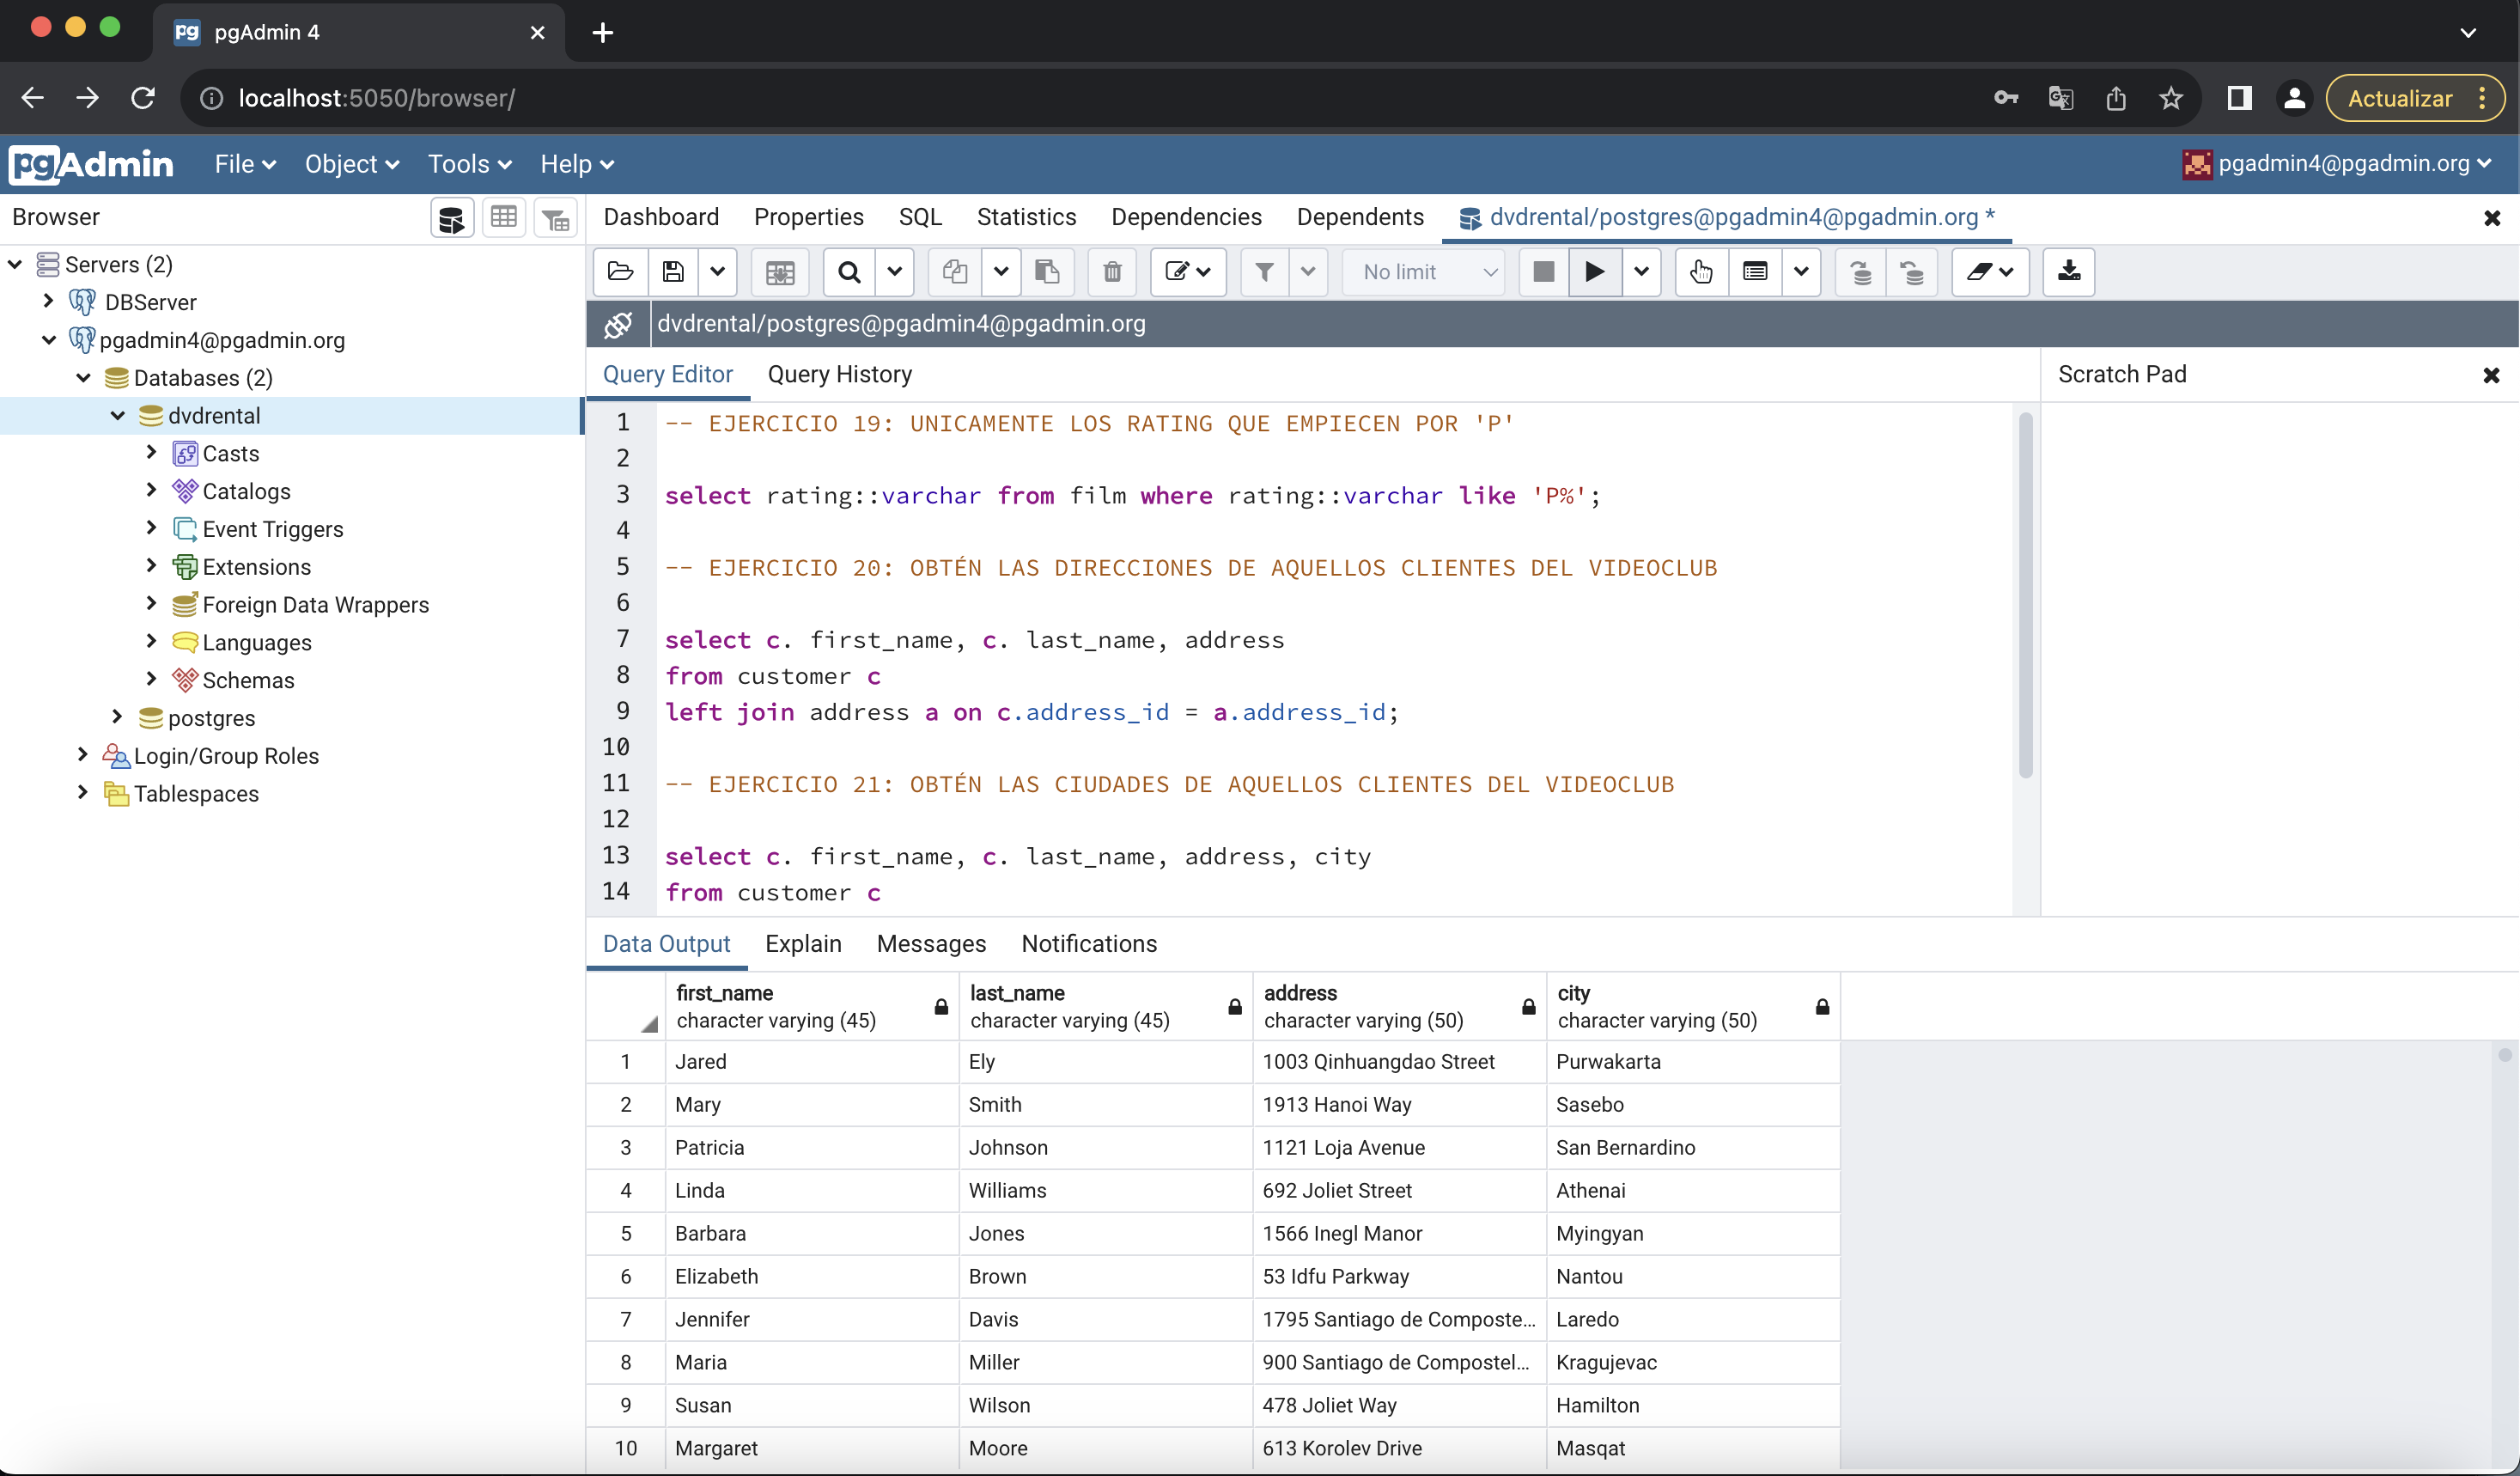 pg pgAdmin 4
localhost:5050/browser/
Actualizar
pgAdmin File Object Tools Help pgadmin4@pgadmin.org
Browser
Dashboard Properties SQL Statistics Dependencies Dependents dvdrental/postgres@pgadmin4@pgadmin.org *
Servers (2)
DBServer
pgadmin4@pgadmin.org
Databases (2)
dvdrental
Casts
Catalogs
Event Triggers
Extensions
Foreign Data Wrappers
Languages
Schemas
postgres
Login/Group Roles
Tablespaces
No limit
dvdrental/postgres@pgadmin4@pgadmin.org
Query Editor Query History
Scratch Pad
1 -- EJERCICIO 19: UNICAMENTE LOS RATING QUE EMPIECEN POR 'P'
2
3 select rating::varchar from film where rating::varchar like 'P%';
4
5 -- EJERCICIO 20: OBTÉN LAS DIRECCIONES DE AQUELLOS CLIENTES DEL VIDEOCLUB
6
7 select c. first_name, c. last_name, address
8 from customer c
9 left join address a on c.address_id = a.address_id;
10
11 -- EJERCICIO 21: OBTÉN LAS CIUDADES DE AQUELLOS CLIENTES DEL VIDEOCLUB
12
13 select c. first_name, c. last_name, address, city
14 from customer c
Data Output Explain Messages Notifications
first_name last_name address city
character varying (45) character varying (45) character varying (50) character varying (50)
1 Jared Ely 1003 Qinhuangdao Street Purwakarta
2 Mary Smith 1913 Hanoi Way Sasebo
3 Patricia Johnson 1121 Loja Avenue San Bernardino
4 Linda Williams 692 Joliet Street Athenai
5 Barbara Jones 1566 Inegl Manor Myingyan
6 Elizabeth Brown 53 Idfu Parkway Nantou
7 Jennifer Davis 1795 Santiago de Composte... Laredo
8 Maria Miller 900 Santiago de Compostel... Kragujevac
9 Susan Wilson 478 Joliet Way Hamilton
10 Margaret Moore 613 Korolev Drive Masqat